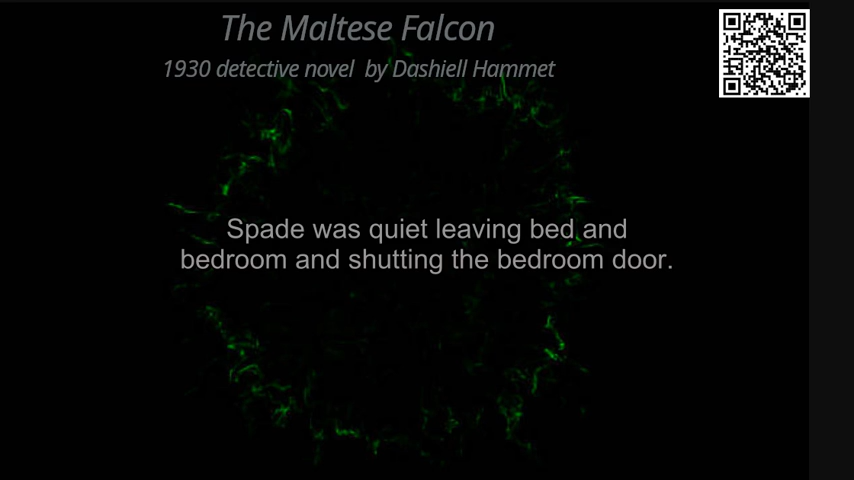 The Maltese Falcon
1930 detective novel by Dashiell Hammet
Spade was quiet leaving bed and
bedroom and shutting the bedroom door.